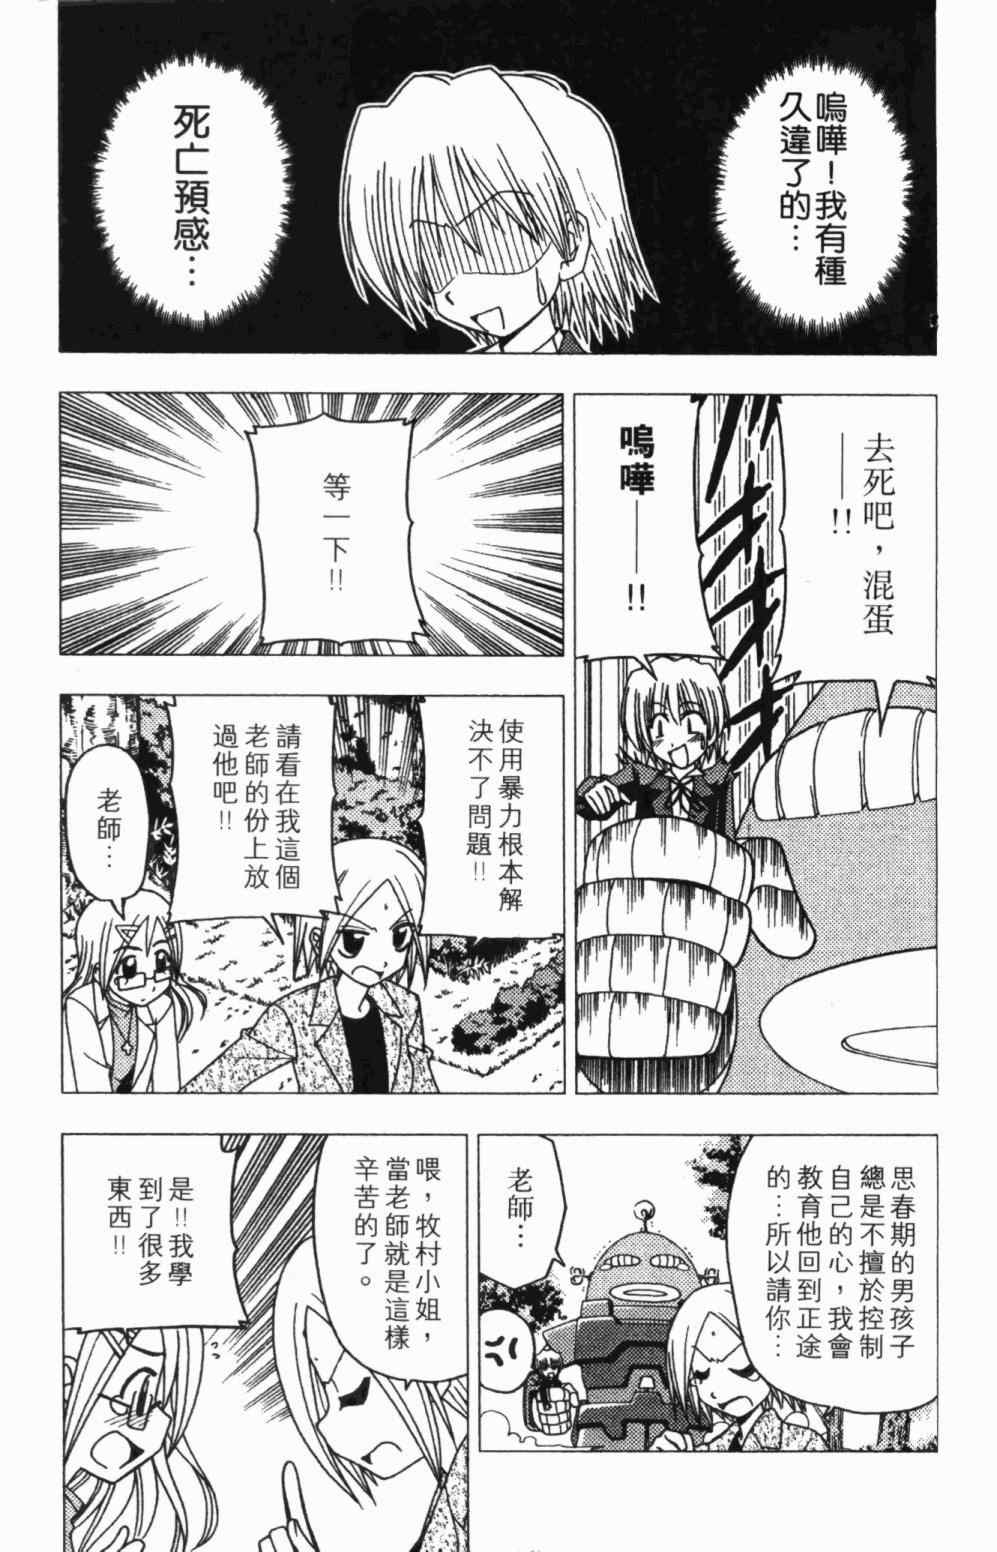 嗚嘩！我有種
久違了的…
死亡預感…
去死吧，混蛋
——!!
嗚嘩——!!
等一下!!
使用暴力根本解
決不了問題!!
請看在我這個
老師的份上放
過他吧!!
老師…
思春期的男孩子
總是不擅於控制
自己的心，我會
教育他回到正途
的…所以請你…
老師…
喂，牧村小姐，
當老師就是這樣
辛苦的了。
是!!我學
到了很多
東西!!